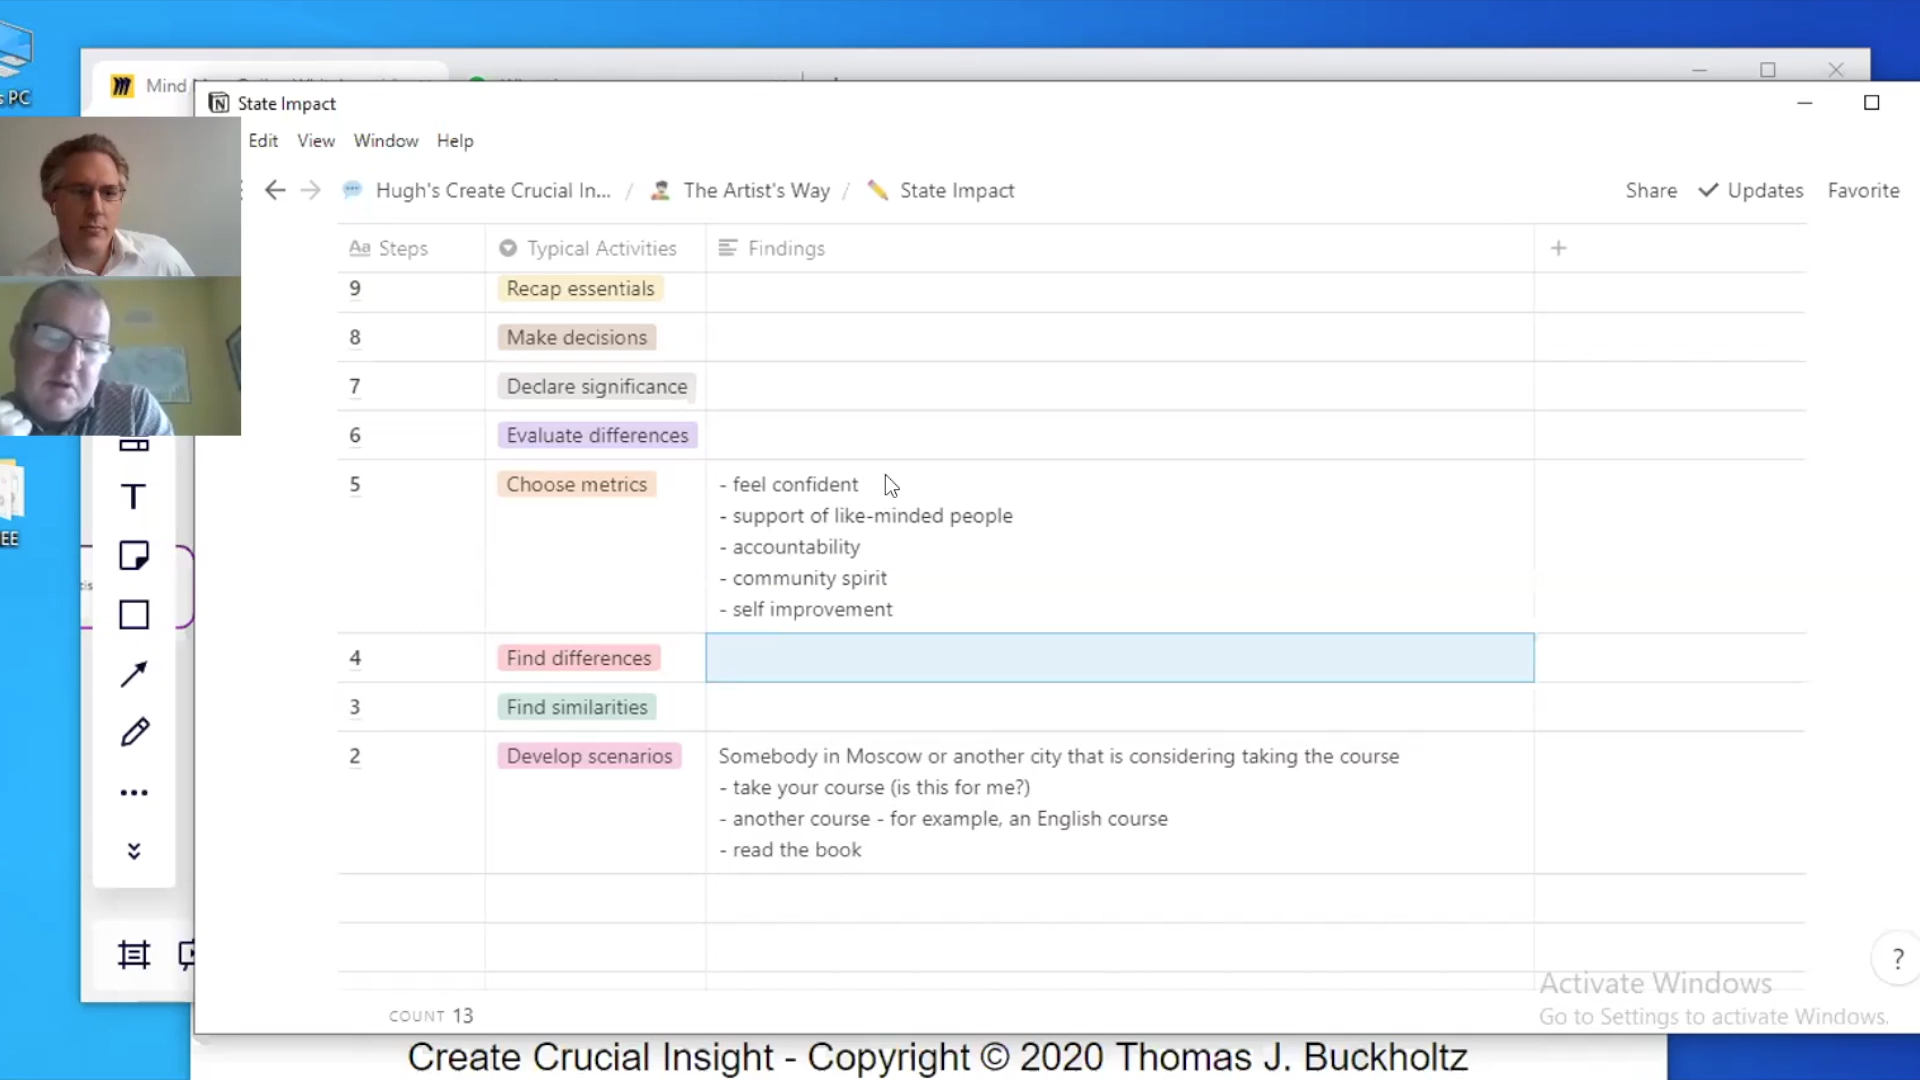 s PC
Mind
State Impact
Edit View Window Help
Hugh's Create Crucial In... / The Artist's Way / State Impact
Share Updates Favorite
Aa Steps Typical Activities Findings +
9 Recap essentials
8 Make decisions
7 Declare significance
6 Evaluate differences
5 Choose metrics - feel confident
- support of like-minded people
- accountability
- community spirit
- self improvement
4 Find differences
3 Find similarities
2 Develop scenarios Somebody in Moscow or another city that is considering taking the course
- take your course (is this for me?)
- another course - for example, an English course
- read the book
EE
tis
T
?
Activate Windows
Go to Settings to activate Windows.
COUNT 13
Create Crucial Insight - Copyright © 2020 Thomas J. Buckholtz